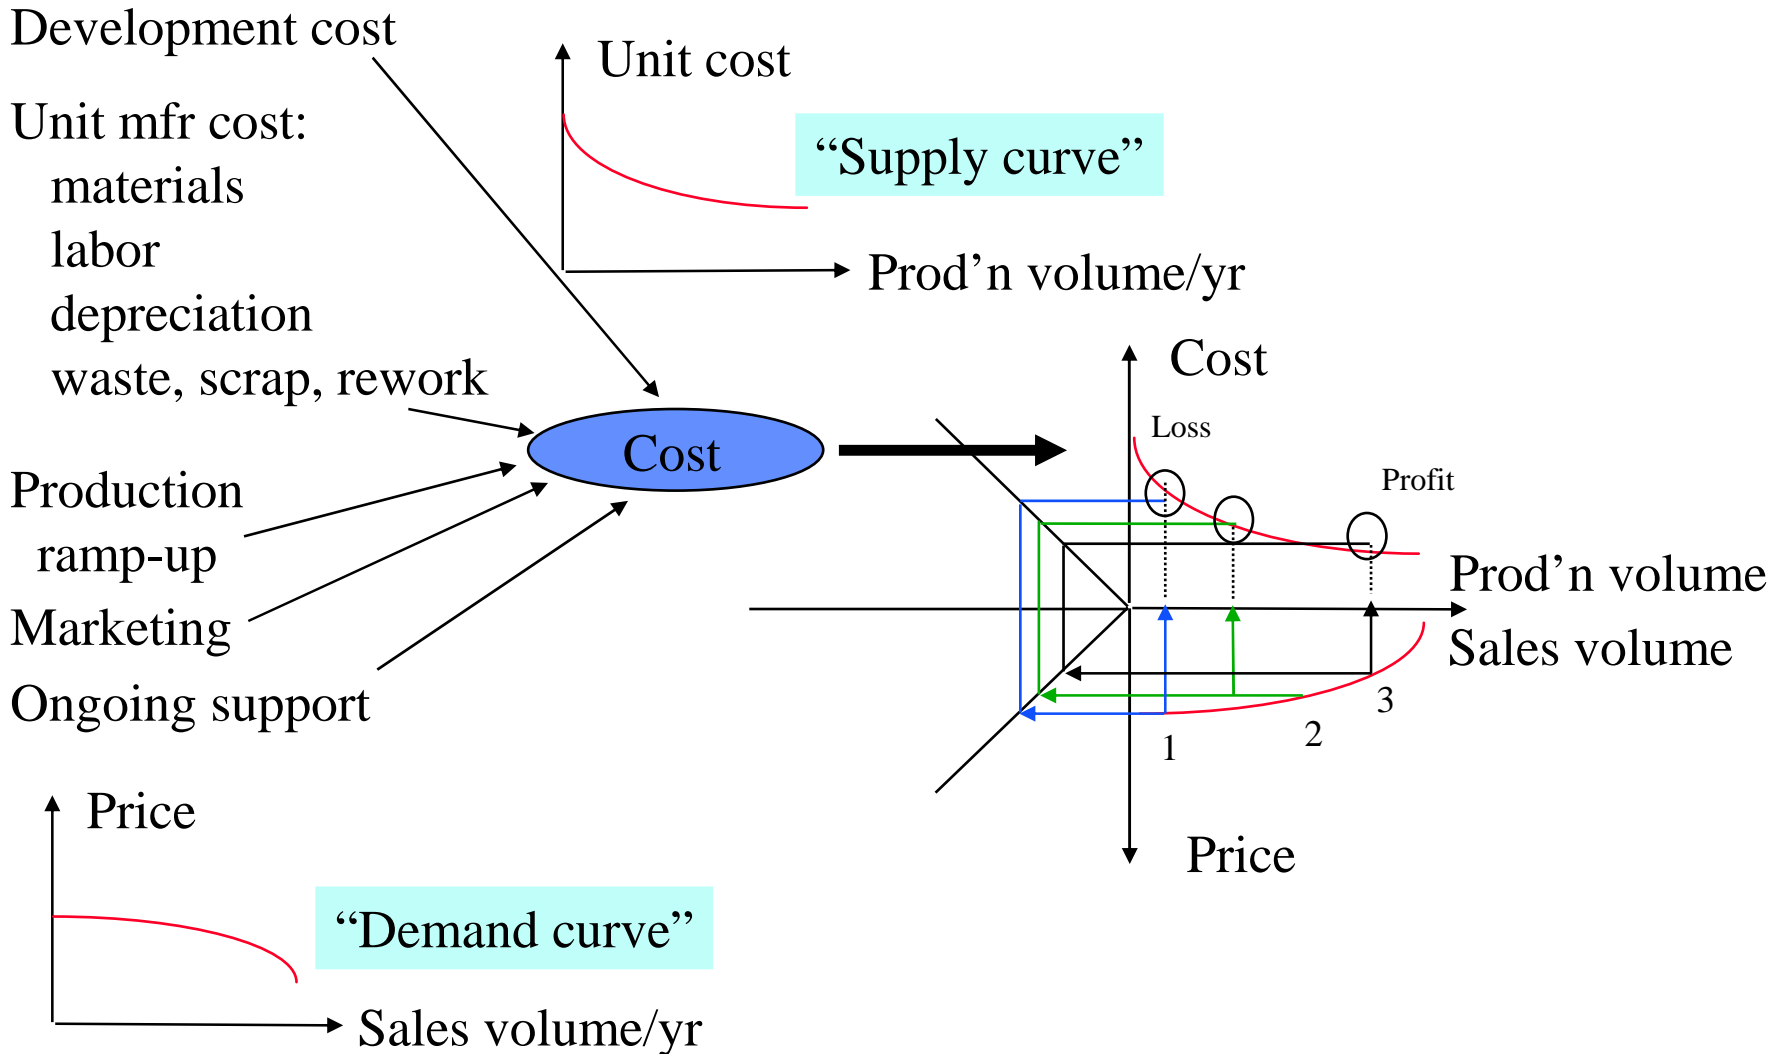 Development cost
Unit mfr cost:
materials
labor
depreciation
waste, scrap, rework
Production
ramp-up
Marketing
Ongoing support
Unit cost
“Supply curve”
Prod’n volume/yr
Cost
Cost
Loss
Profit
Prod’n volume
Sales volume
1
2
3
Price
Price
“Demand curve”
Sales volume/yr